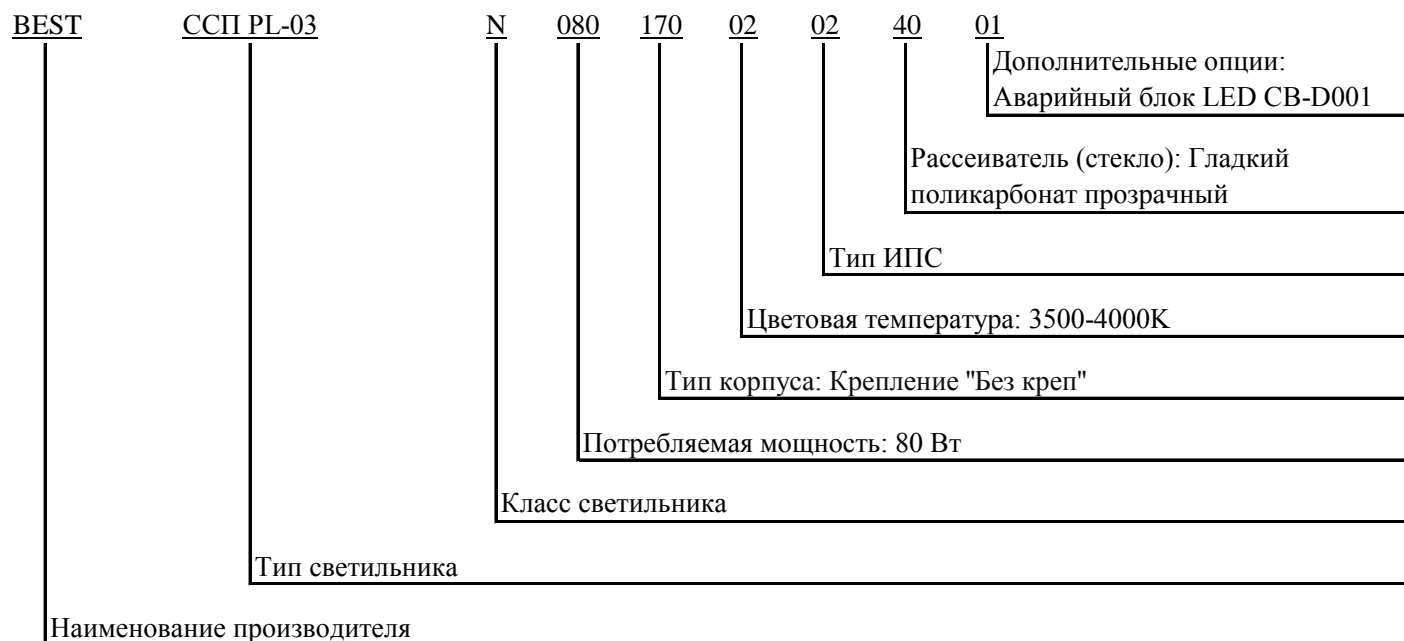 BEST ССП PL-03 N 080 170 02 02 40 01
Дополнительные опции:
Аварийный блок LED CB-D001
Рассеиватель (стекло): Гладкий
поликарбонат прозрачный
Тип ИПС
Цветовая температура: 3500-4000K
Тип корпуса: Крепление "Без креп"
Потребляемая мощность: 80 Вт
Класс светильника
Тип светильника
Наименование производителя